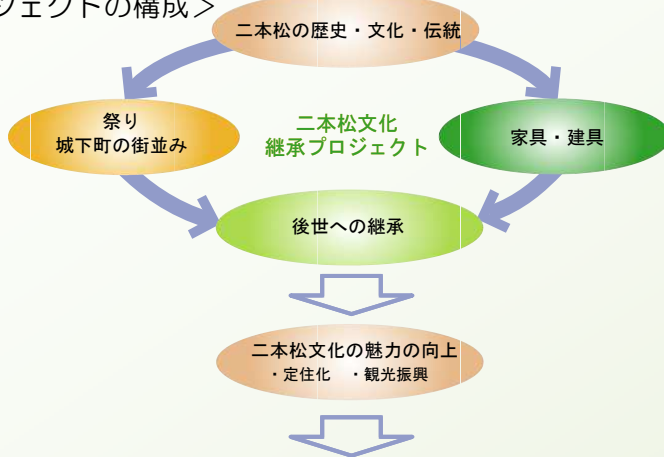 ジェクトの構成＞
二本松の歴史・文化・伝統
祭り
城下町の街並み
二本松文化
継承プロジェクト
家具・建具
後世への継承
二本松文化の魅力の向上
・定住化　・観光振興